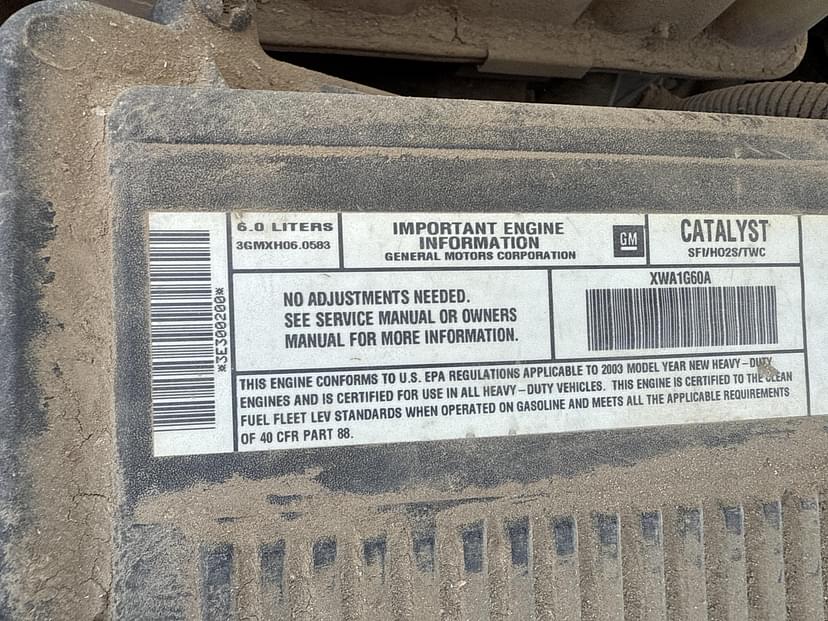 *3E300200*
6.0 LITERS
3GMXH06.0583
IMPORTANT ENGINE
INFORMATION
GENERAL MOTORS CORPORATION
GM
CATALYST
SFI/HO2S/TWC
NO ADJUSTMENTS NEEDED.
SEE SERVICE MANUAL OR OWNERS
MANUAL FOR MORE INFORMATION.
XWA1G60A
THIS ENGINE CONFORMS TO U.S. EPA REGULATIONS APPLICABLE TO 2003 MODEL YEAR NEW HEAVY-DUTY
ENGINES AND IS CERTIFIED FOR USE IN ALL HEAVY-DUTY VEHICLES. THIS ENGINE IS CERTIFIED TO THE CLEAN
FUEL FLEET LEV STANDARDS WHEN OPERATED ON GASOLINE AND MEETS ALL THE APPLICABLE REQUIREMENTS
OF 40 CFR PART 88.